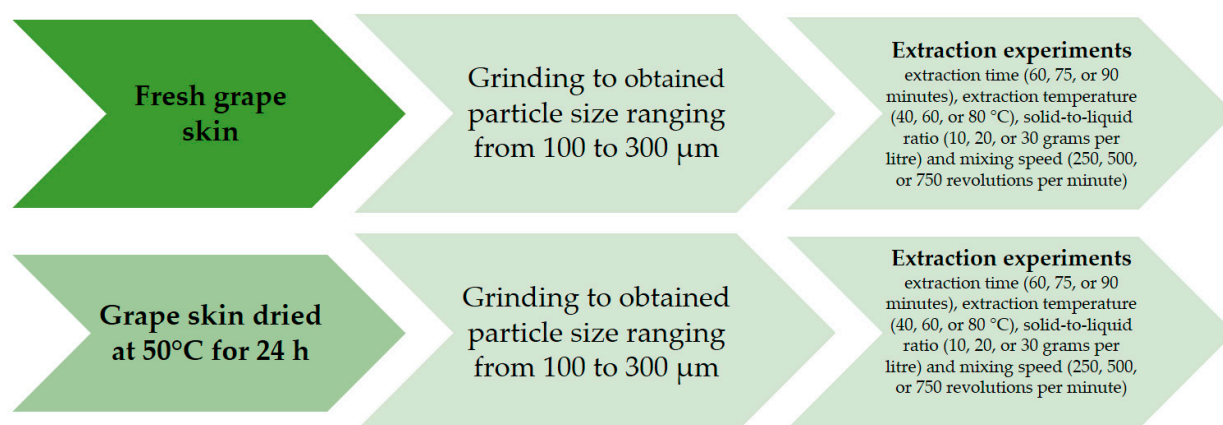 Fresh grape
skin
Grinding to obtained
particle size ranging
from 100 to 300 μm
Extraction experiments
extraction time (60, 75, or 90
minutes), extraction temperature
(40, 60, or 80 °C), solid-to-liquid
ratio (10, 20, or 30 grams per
litre) and mixing speed (250, 500,
or 750 revolutions per minute)
Grape skin dried
at 50°C for 24 h
Grinding to obtained
particle size ranging
from 100 to 300 μm
Extraction experiments
extraction time (60, 75, or 90
minutes), extraction temperature
(40, 60, or 80 °C), solid-to-liquid
ratio (10, 20, or 30 grams per
litre) and mixing speed (250, 500,
or 750 revolutions per minute)